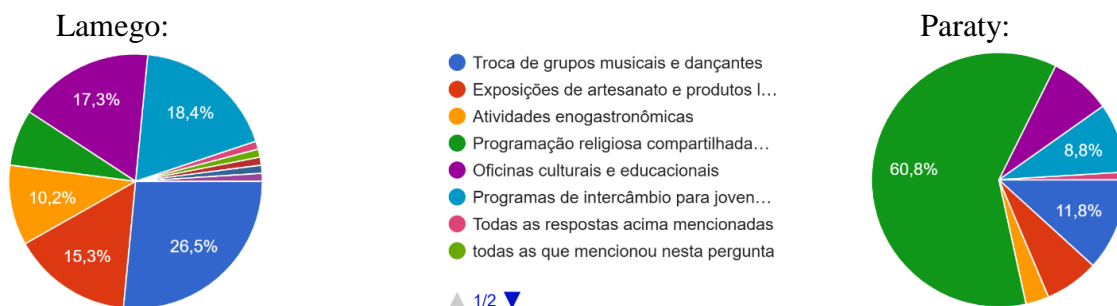 Lamego:
17,3%
18,4%
10,2%
15,3%
26,5%
Troca de grupos musicais e dançantes
Exposições de artesanato e produtos l...
Atividades enogastronômicas
Programação religiosa compartilhada...
Oficinas culturais e educacionais
Programas de intercâmbio para joven...
Todas as respostas acima mencionadas
todas as que mencionou nesta pergunta
1/2
Paraty:
60,8%
8,8%
11,8%